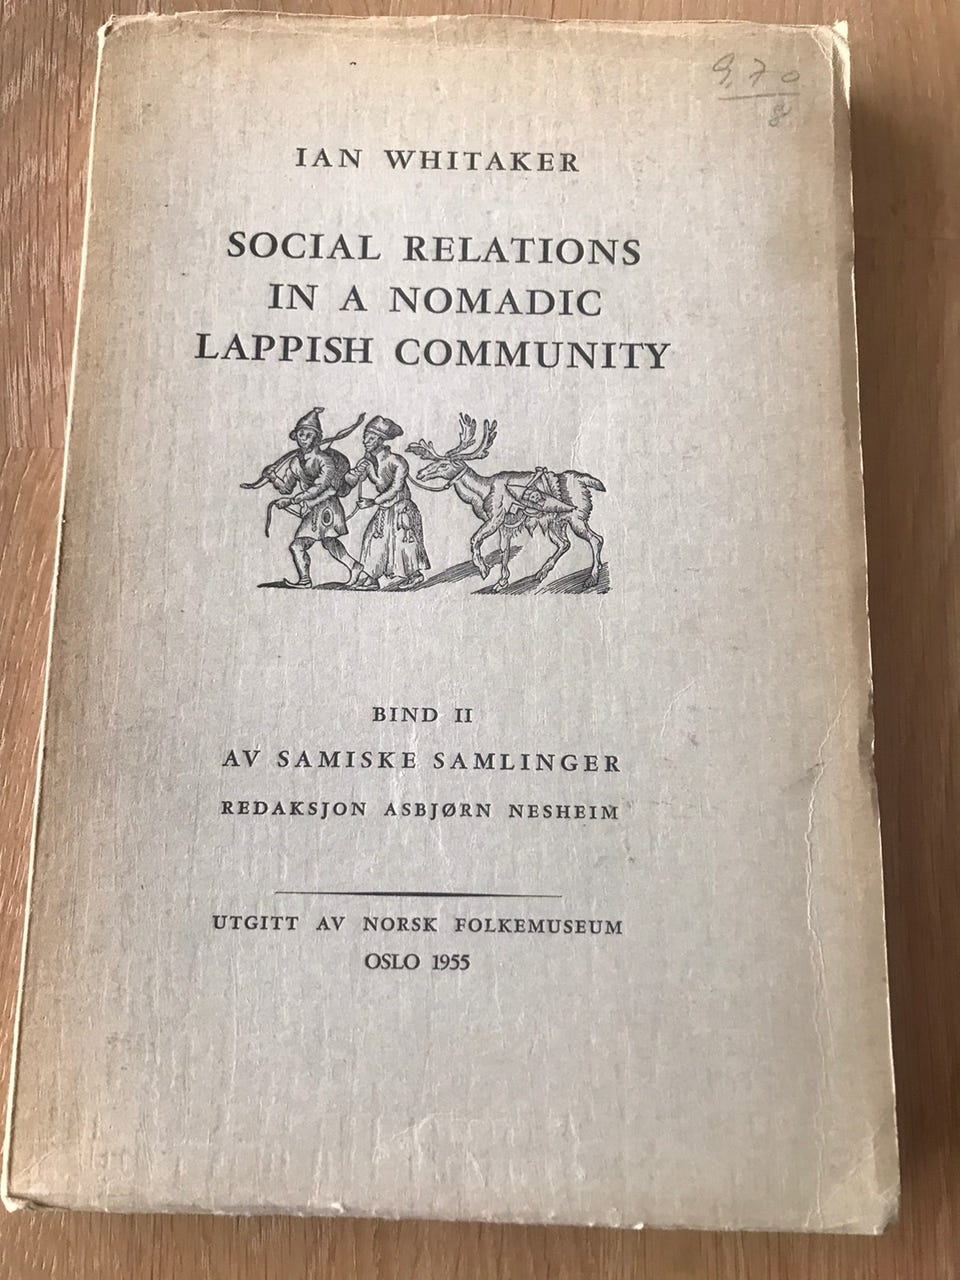 9,70
8
IAN WHITAKER
SOCIAL RELATIONS
IN A NOMADIC
LAPPISH COMMUNITY
BIND II
AV SAMISKE SAMLINGER
REDAKSJON ASBJØRN NESHEIM
UTGITT AV NORSK FOLKEMUSEUM
OSLO 1955